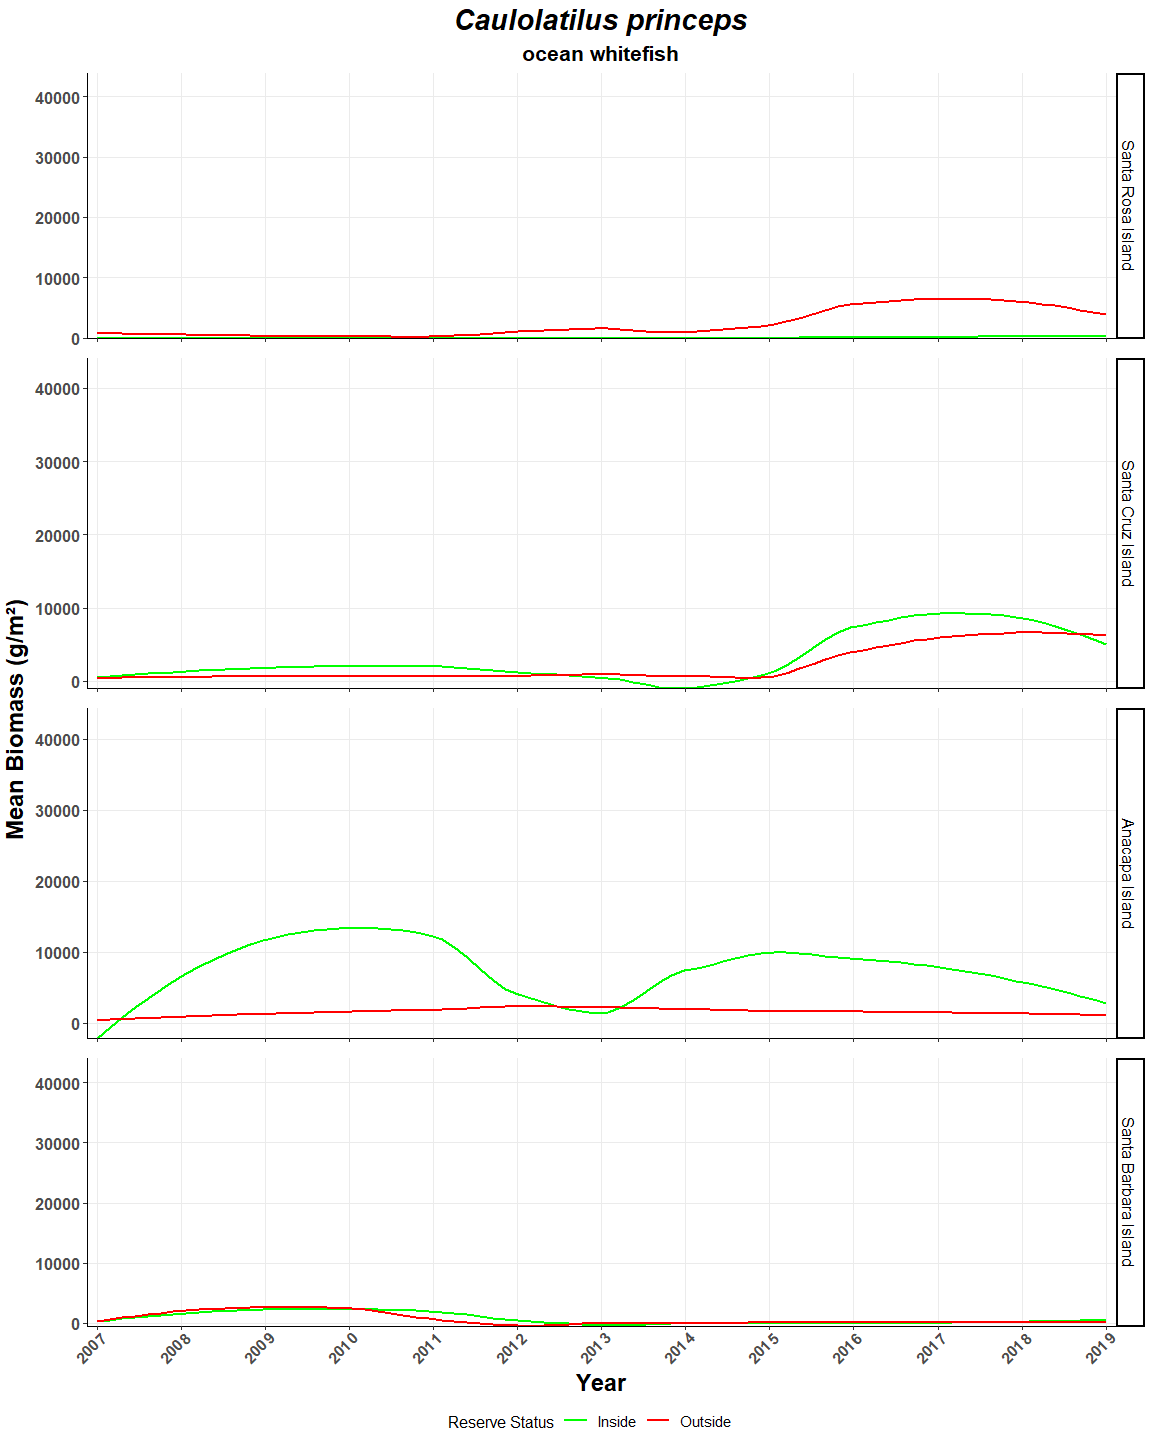 Caulolatilus princeps
ocean whitefish
Mean Biomass (g/m²)
40000
30000
20000
10000
0
Santa Rosa Island
40000
30000
20000
10000
0
Santa Cruz Island
40000
30000
20000
10000
0
Anacapa Island
40000
30000
20000
10000
0
Santa Barbara Island
2007 2008 2009 2010 2011 2012 2013 2014 2015 2016 2017 2018 2019
Year
Reserve Status Inside Outside